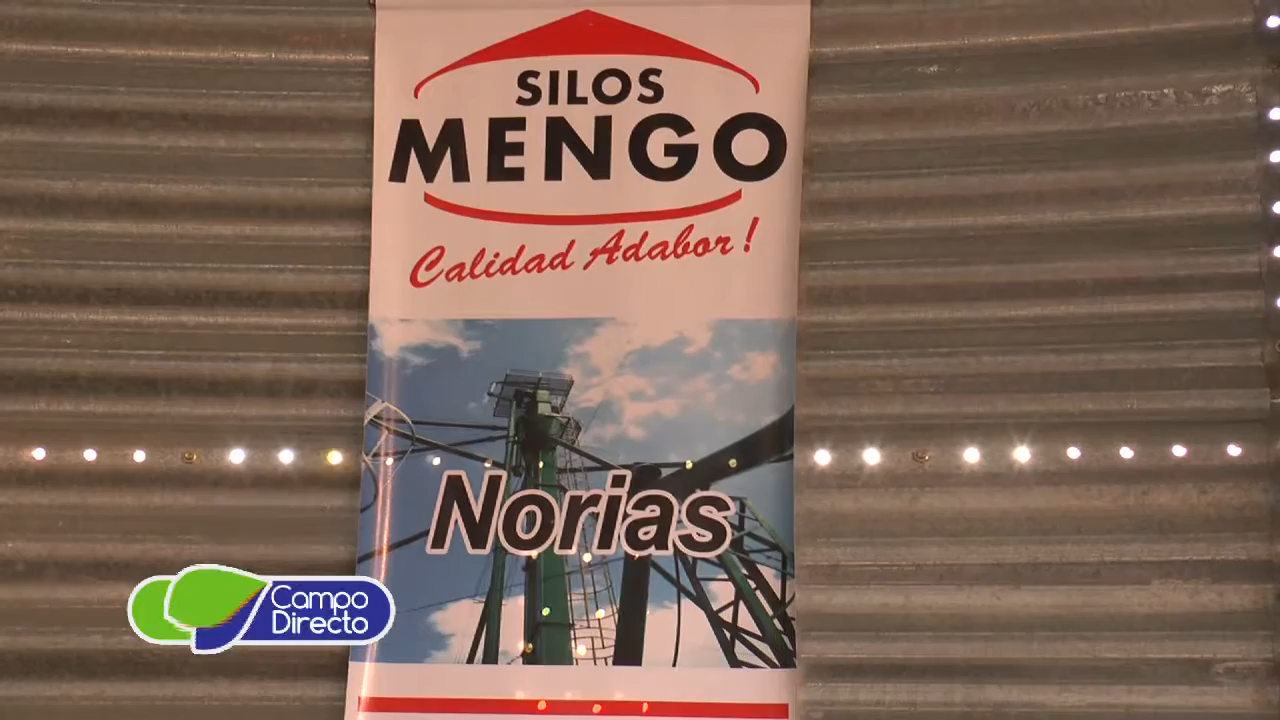 SILOS
MENGO
Calidad Adabor!
Norias
Campo
Directo